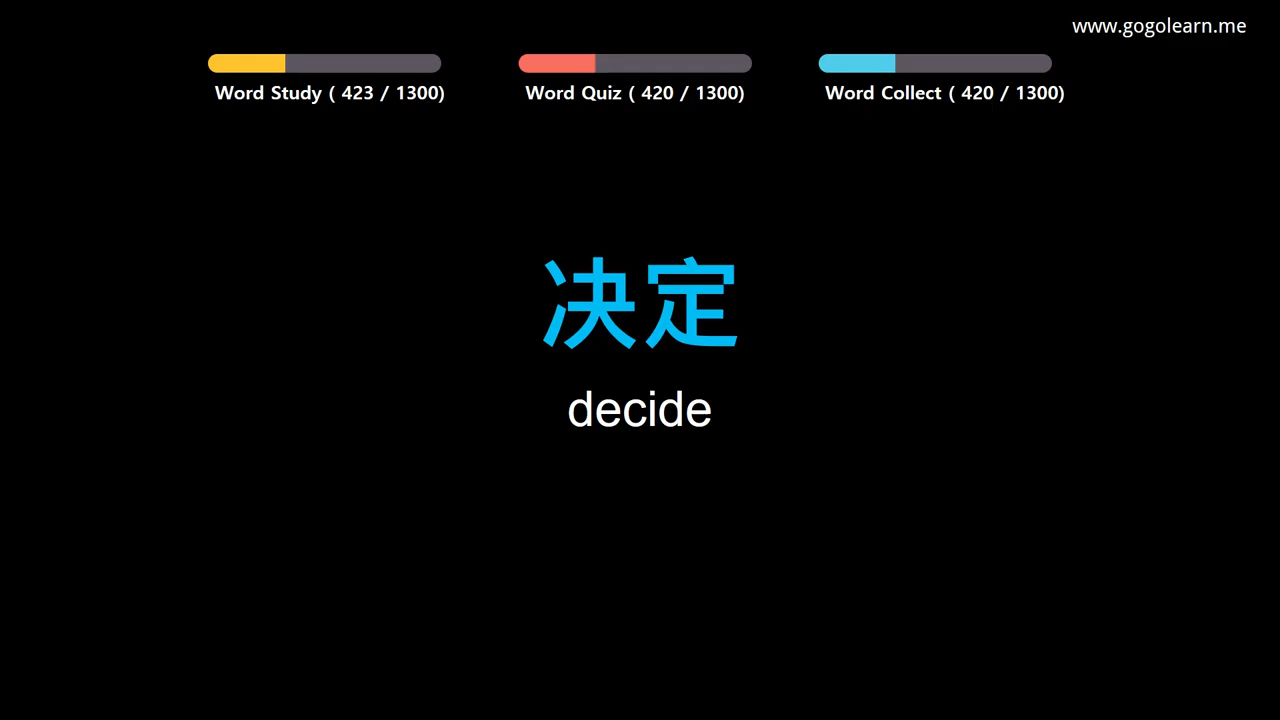 www.gogolearn.me
Word Study ( 423 / 1300)
Word Quiz ( 420 / 1300)
Word Collect ( 420 / 1300)
决定
decide